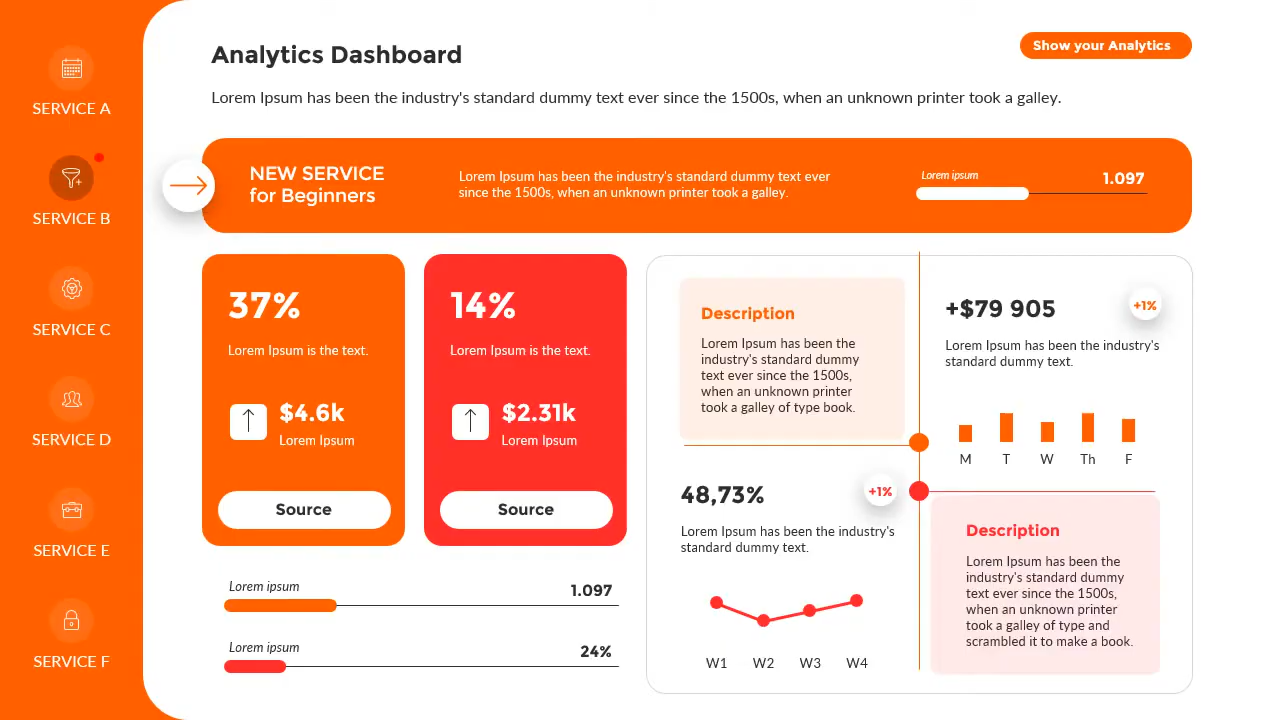 SERVICE A
SERVICE B
SERVICE C
SERVICE D
SERVICE E
SERVICE F
Analytics Dashboard
Show your Analytics
Lorem Ipsum has been the industry's standard dummy text ever since the 1500s, when an unknown printer took a galley.
NEW SERVICE
for Beginners
Lorem Ipsum has been the industry's standard dummy text ever
since the 1500s, when an unknown printer took a galley.
Lorem ipsum
1.097
37%
Lorem Ipsum is the text.
$4.6k
Lorem Ipsum
Source
14%
Lorem Ipsum is the text.
$2.31k
Lorem Ipsum
Source
Lorem ipsum
1.097
Lorem ipsum
24%
Description
Lorem Ipsum has been the
industry's standard dummy
text ever since the 1500s,
when an unknown printer
took a galley of type book.
+$79 905
+1%
Lorem Ipsum has been the industry's
standard dummy text.
M T W Th F
48,73%
+1%
Lorem Ipsum has been the industry's
standard dummy text.
W1 W2 W3 W4
Description
Lorem Ipsum has been the
industry's standard dummy
text ever since the 1500s,
when an unknown printer
took a galley of type and
scrambled it to make a book.